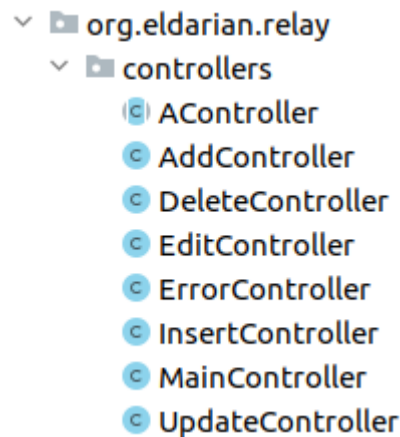 org.eldarian.relay
controllers
AController
AddController
DeleteController
EditController
ErrorController
InsertController
MainController
UpdateController